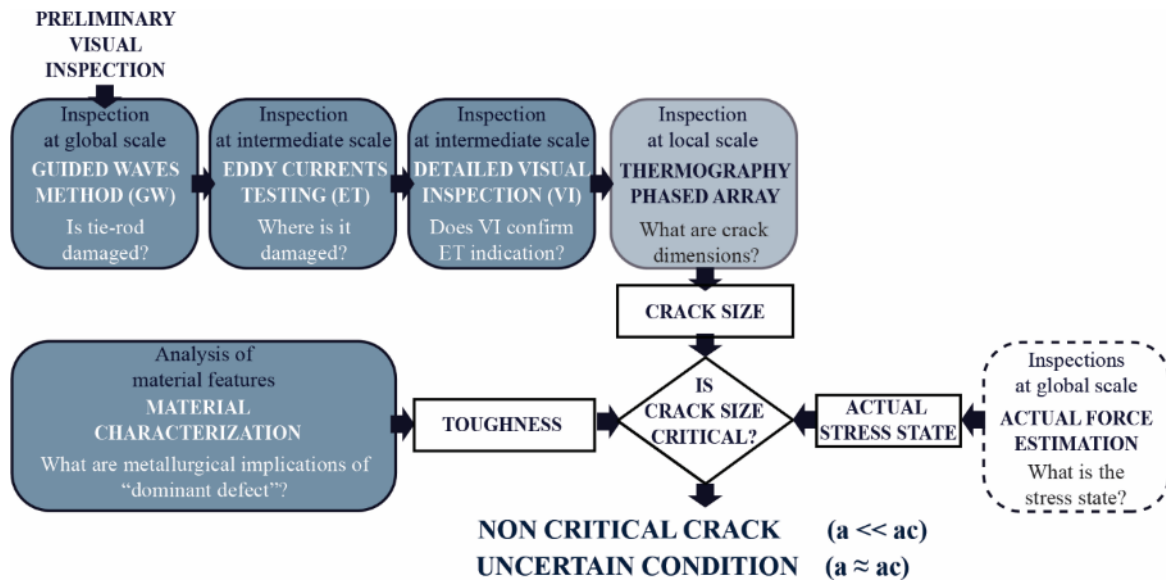 PRELIMINARY
VISUAL
INSPECTION
Inspection
at global scale
GUIDED WAVES
METHOD (GW)
Is tie-rod
damaged?
Inspection
at intermediate scale
EDDY CURRENTS
TESTING (ET)
Where is it
damaged?
Inspection
at intermediate scale
DETAILED VISUAL
INSPECTION (VI)
Does VI confirm
ET indication?
Inspection
at local scale
THERMOGRAPHY
PHASED ARRAY
What are crack
dimensions?
CRACK SIZE
Analysis of
material features
MATERIAL
CHARACTERIZATION
What are metallurgical implications of
“dominant defect”?
TOUGHNESS
IS
CRACK SIZE
CRITICAL?
ACTUAL
STRESS STATE
Inspections
at global scale
ACTUAL FORCE
ESTIMATION
What is the
stress state?
NON CRITICAL CRACK (a << ac)
UNCERTAIN CONDITION (a ≈ ac)